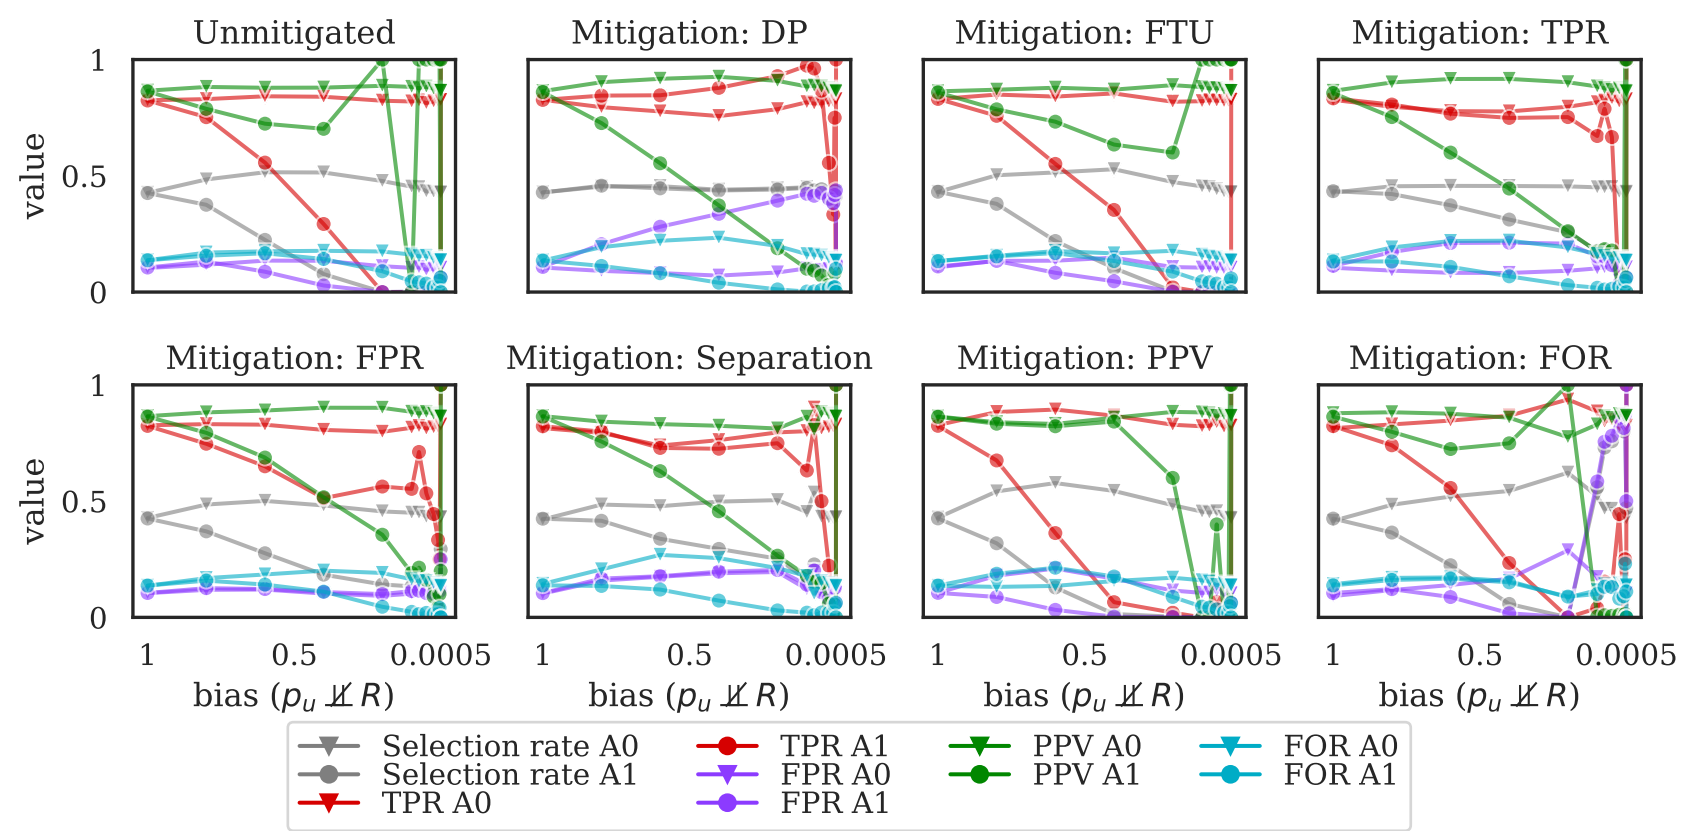 Unmitigated Mitigation: DP Mitigation: FTU Mitigation: TPR
1
0.5
0
value
Mitigation: FPR Mitigation: Separation Mitigation: PPV Mitigation: FOR
1
0.5
0
value
1 0.5 0.0005 1 0.5 0.0005 1 0.5 0.0005 1 0.5 0.0005
bias (p_u ⊥̸⊥ R) bias (p_u ⊥̸⊥ R) bias (p_u ⊥̸⊥ R) bias (p_u ⊥̸⊥ R)
Selection rate A0 TPR A1 PPV A0 FOR A0
Selection rate A1 FPR A0 PPV A1 FOR A1
TPR A0 FPR A1